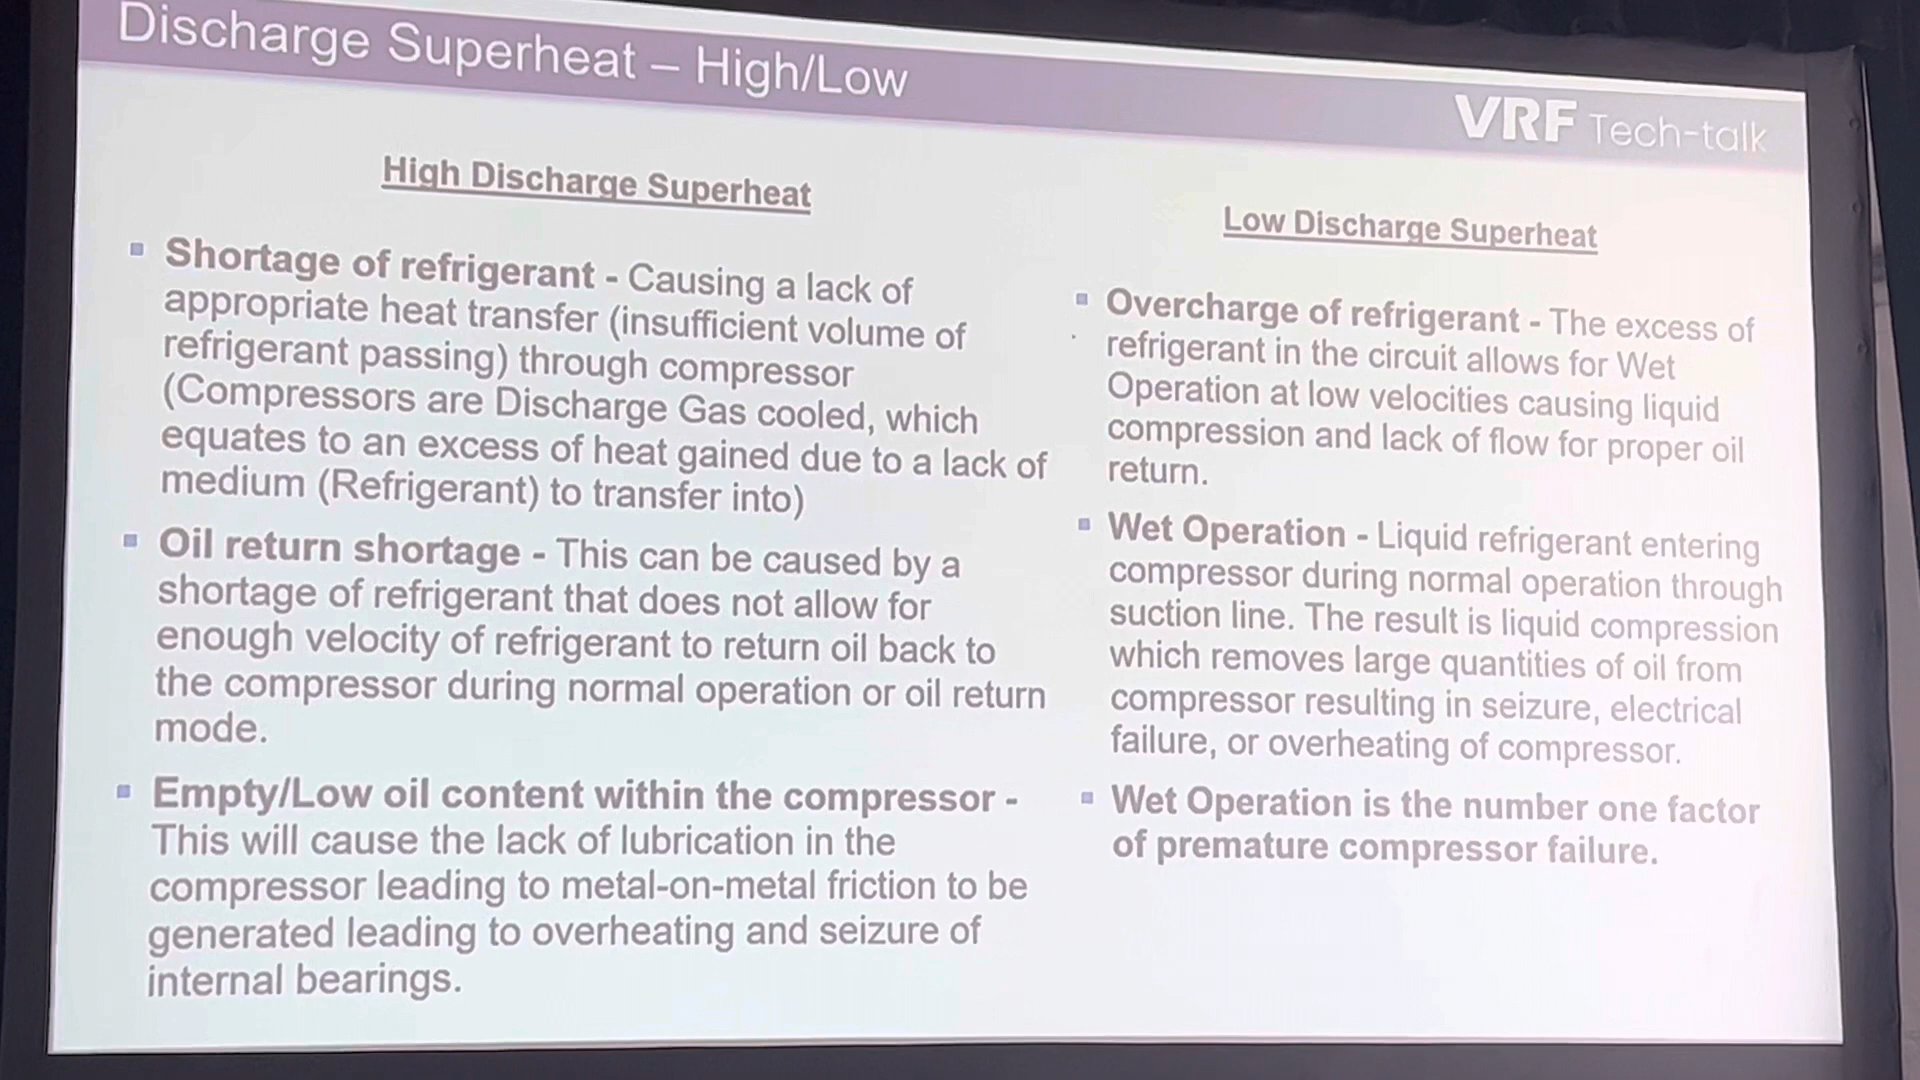 Discharge Superheat – High/Low
VRF Tech-talk
High Discharge Superheat
Shortage of refrigerant - Causing a lack of
appropriate heat transfer (insufficient volume of
refrigerant passing) through compressor
(Compressors are Discharge Gas cooled, which
equates to an excess of heat gained due to a lack of
medium (Refrigerant) to transfer into)
Oil return shortage - This can be caused by a
shortage of refrigerant that does not allow for
enough velocity of refrigerant to return oil back to
the compressor during normal operation or oil return
mode.
Empty/Low oil content within the compressor -
This will cause the lack of lubrication in the
compressor leading to metal-on-metal friction to be
generated leading to overheating and seizure of
internal bearings.
Low Discharge Superheat
Overcharge of refrigerant - The excess of
refrigerant in the circuit allows for Wet
Operation at low velocities causing liquid
compression and lack of flow for proper oil
return.
Wet Operation - Liquid refrigerant entering
compressor during normal operation through
suction line. The result is liquid compression
which removes large quantities of oil from
compressor resulting in seizure, electrical
failure, or overheating of compressor.
Wet Operation is the number one factor
of premature compressor failure.